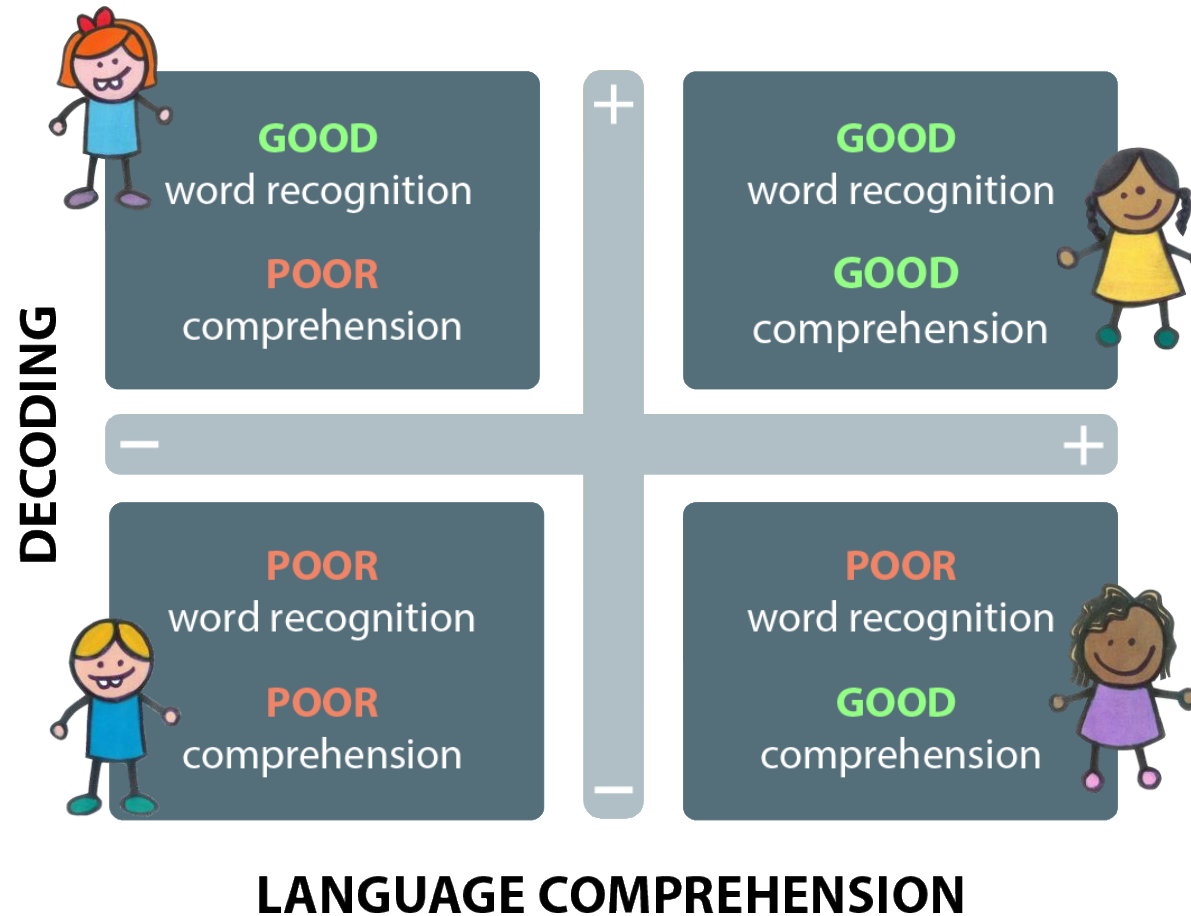 GOOD
word recognition
POOR
comprehension
+
GOOD
word recognition
GOOD
comprehension
DECODING
−
+
POOR
word recognition
POOR
comprehension
−
POOR
word recognition
GOOD
comprehension
LANGUAGE COMPREHENSION